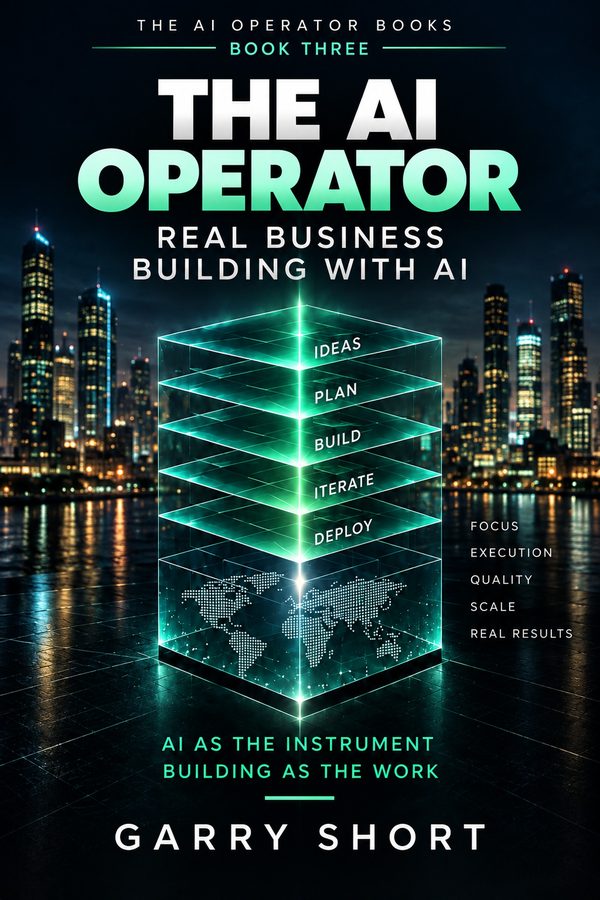 THE AI OPERATOR BOOKS
BOOK THREE
THE AI
OPERATOR
REAL BUSINESS
BUILDING WITH AI
IDEAS
PLAN
BUILD
ITERATE
DEPLOY
FOCUS
EXECUTION
QUALITY
SCALE
REAL RESULTS
AI AS THE INSTRUMENT
BUILDING AS THE WORK
GARRY SHORT